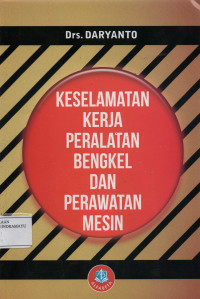 Drs. DARYANTO
KESELAMATAN
KERJA
PERALATAN
BENGKEL
DAN
PERAWATAN
MESIN